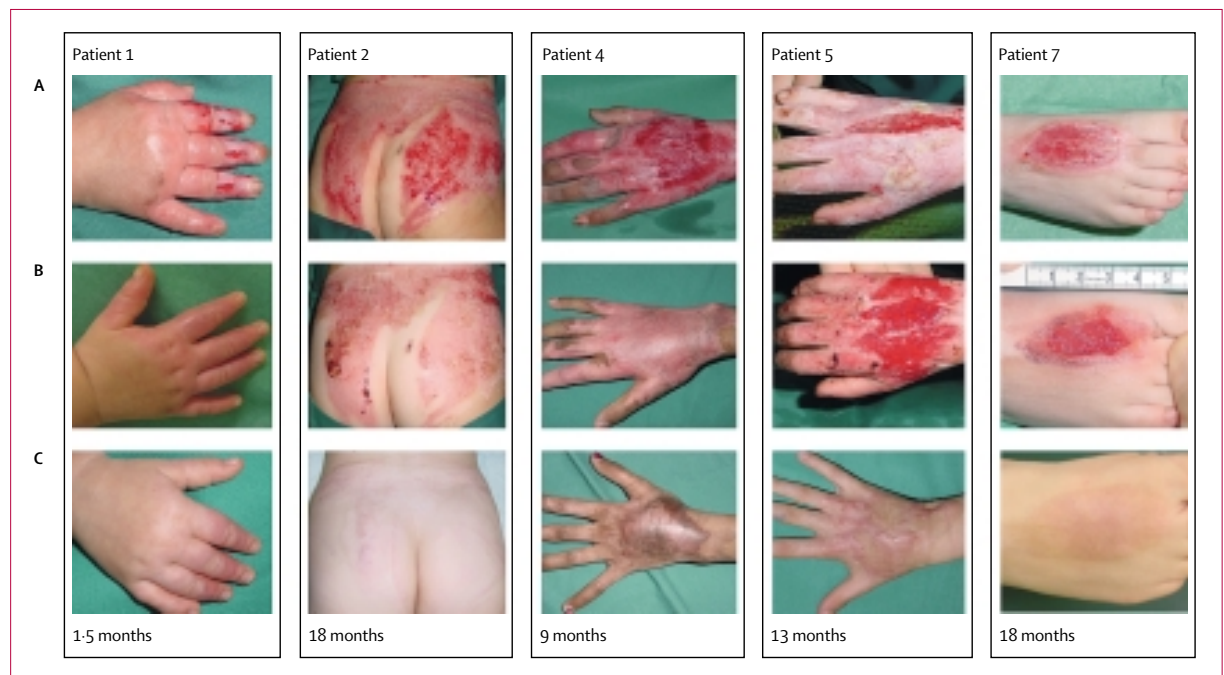 Patient 1
Patient 2
Patient 4
Patient 5
Patient 7
A
B
C
1·5 months
18 months
9 months
13 months
18 months